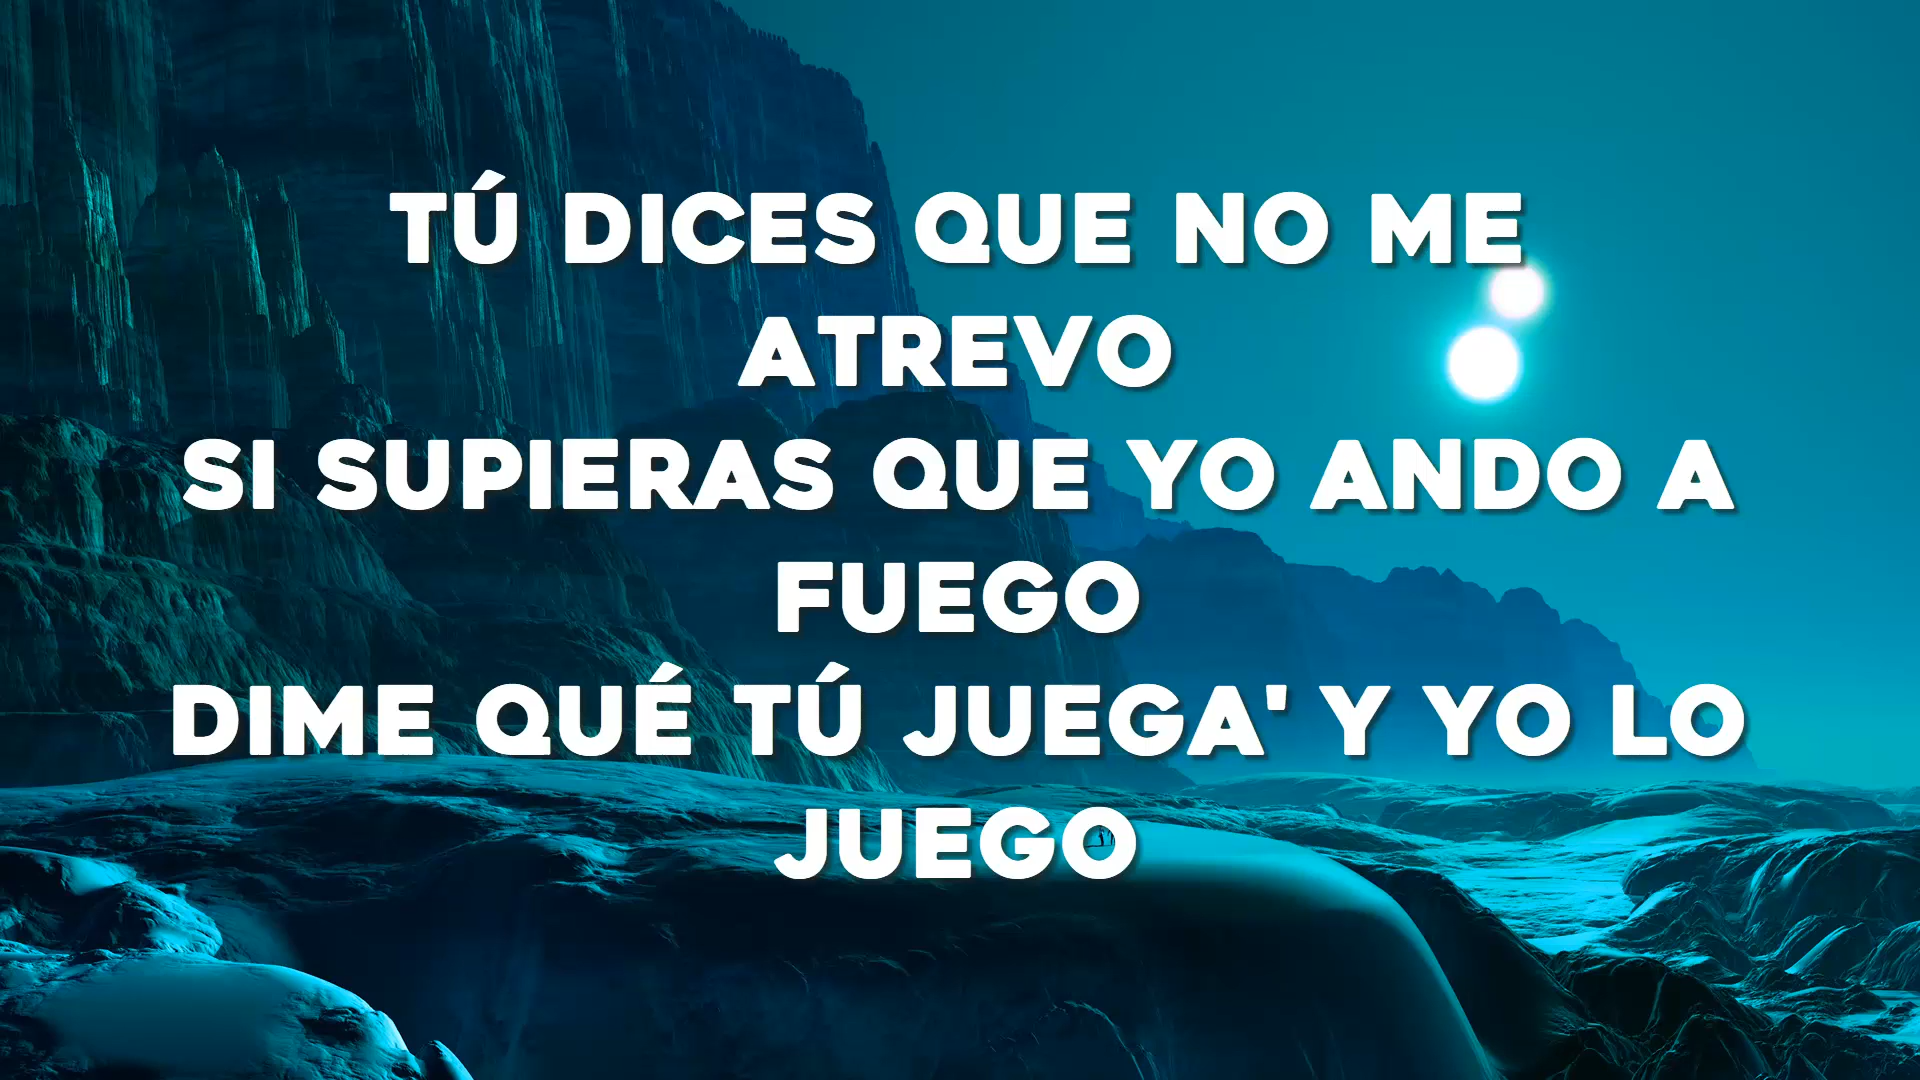 TÚ DICES QUE NO ME
ATREVO
SI SUPIERAS QUE YO ANDO A
FUEGO
DIME QUÉ TÚ JUEGA' Y YO LO
JUEGO